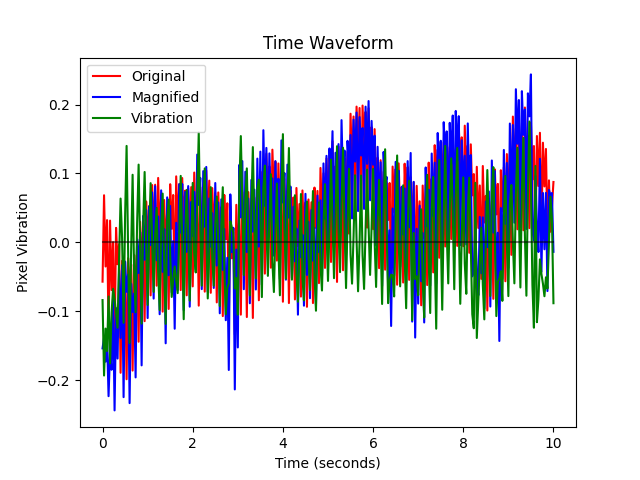 Time Waveform
Original
Magnified
Vibration
Pixel Vibration
0.2
0.1
0.0
−0.1
−0.2
0
2
4
6
8
10
Time (seconds)